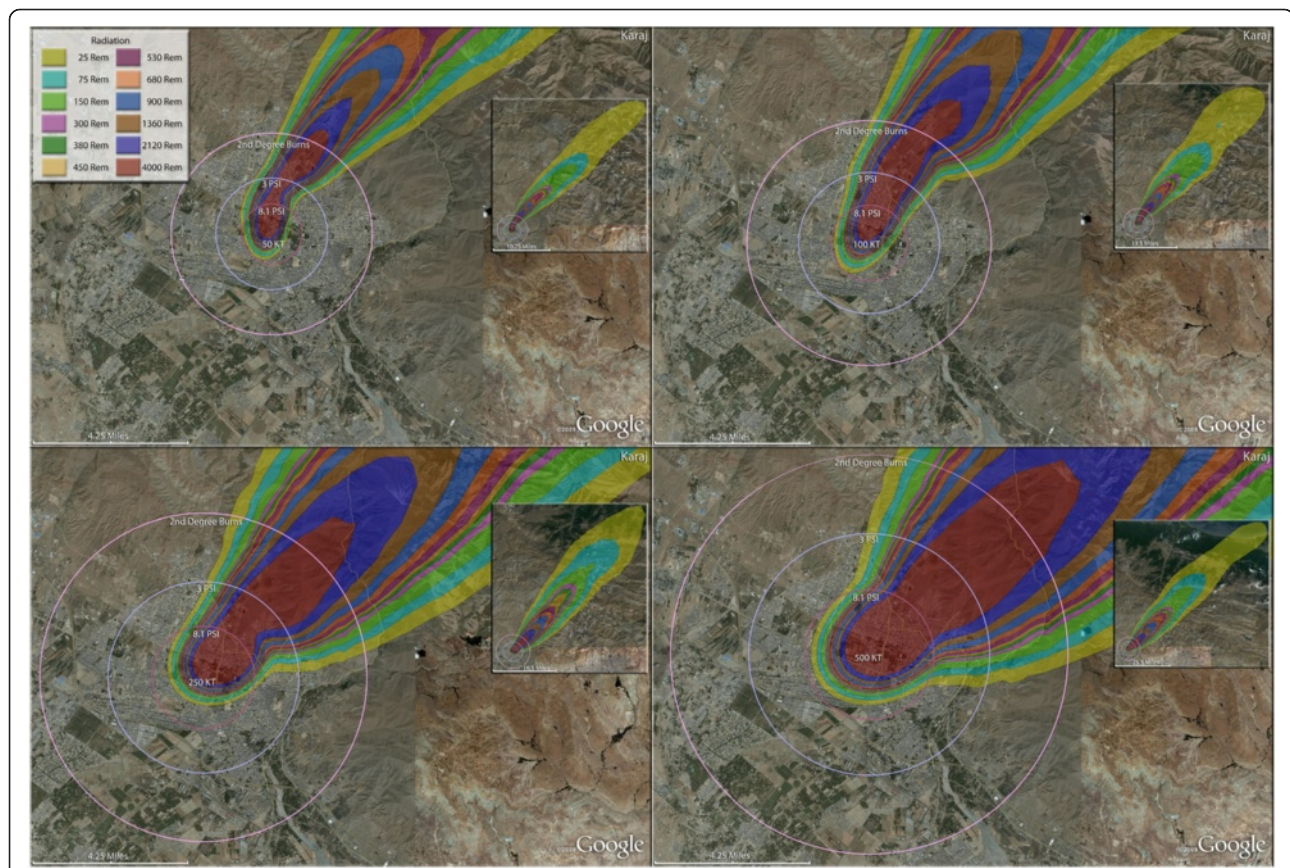 Radiation
25 Rem 530 Rem
75 Rem 680 Rem
150 Rem 900 Rem
300 Rem 1360 Rem
380 Rem 2120 Rem
450 Rem 4000 Rem
Karaj
2nd Degree Burns
3 PSI
8.1 PSI
50 KT
10.25 Miles
4.25 Miles
Google
Karaj
2nd Degree Burns
3 PSI
8.1 PSI
100 KT
4.25 Miles
Google
Karaj
2nd Degree Burns
3 PSI
8.1 PSI
250 KT
4.25 Miles
Google
Karaj
2nd Degree Burns
3 PSI
8.1 PSI
500 KT
4.25 Miles
Google